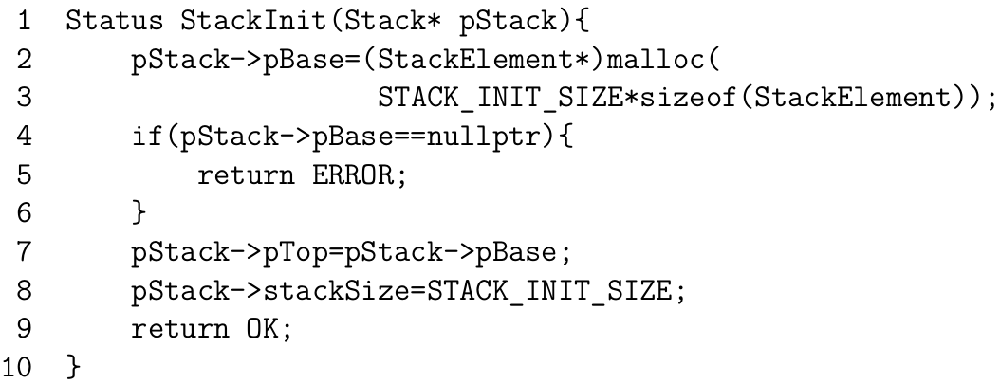 1 Status StackInit(Stack* pStack){
2     pStack->pBase=(StackElement*)malloc(
3                    STACK_INIT_SIZE*sizeof(StackElement));
4     if(pStack->pBase==nullptr){
5         return ERROR;
6     }
7     pStack->pTop=pStack->pBase;
8     pStack->stackSize=STACK_INIT_SIZE;
9     return OK;
10 }